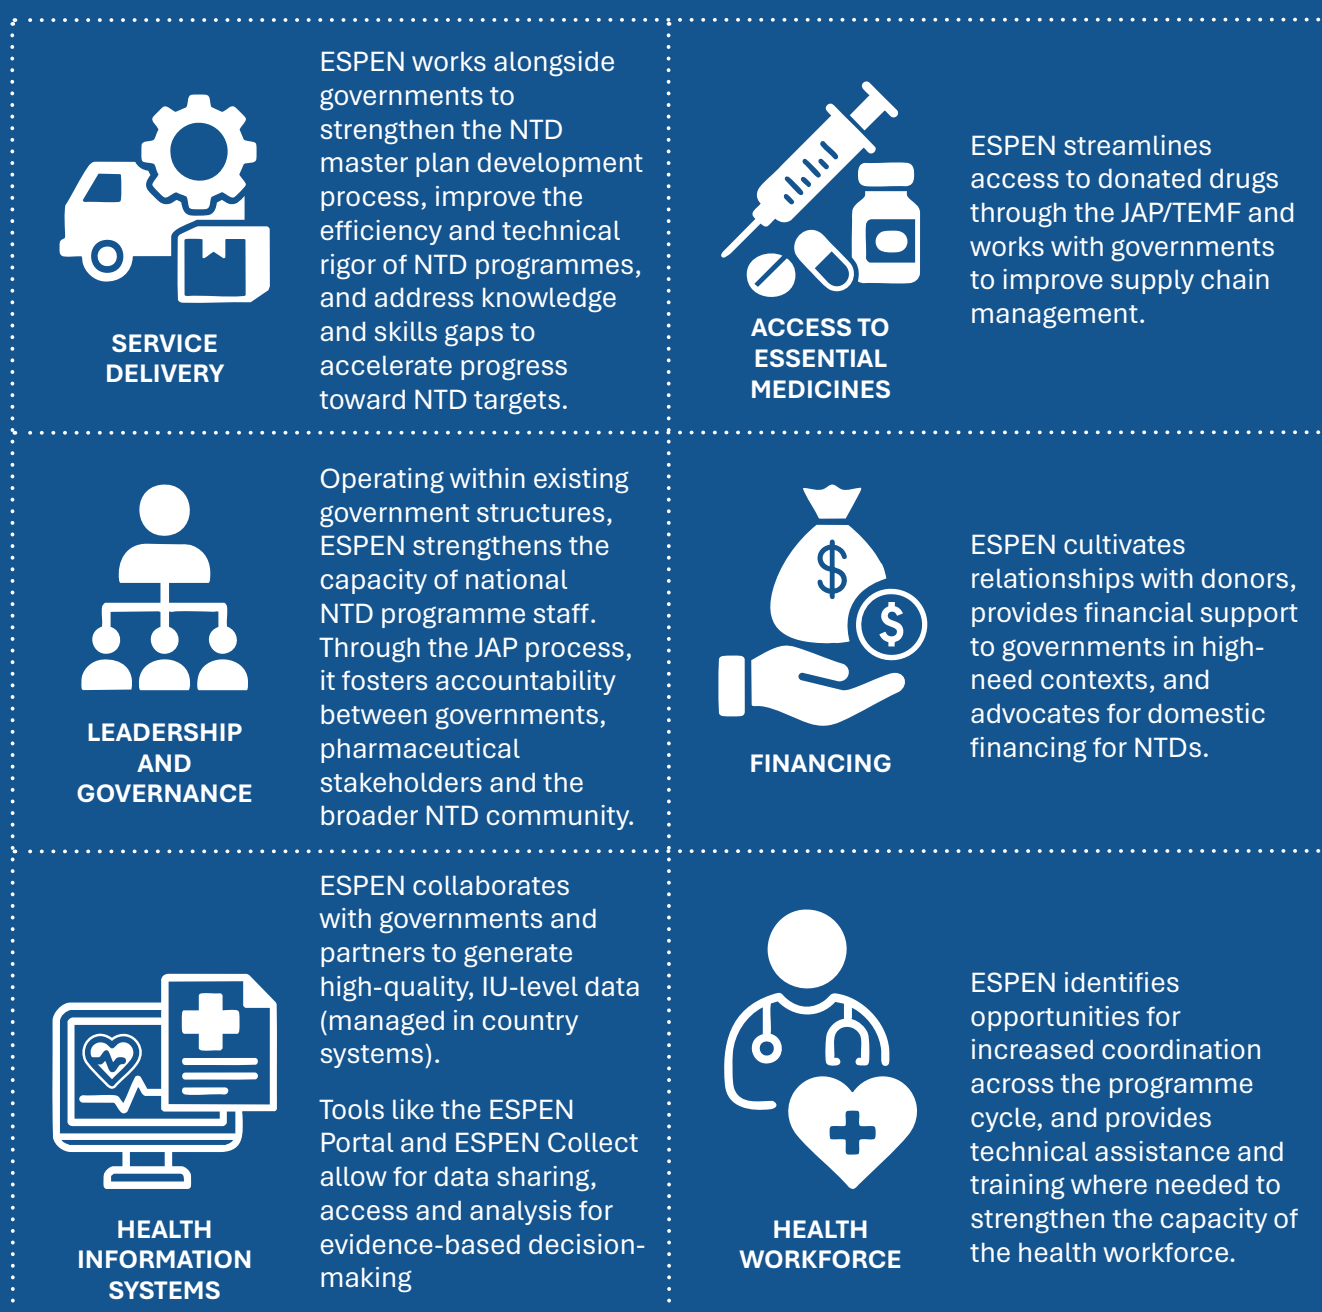 ESPEN works alongside
governments to
strengthen the NTD
master plan development
process, improve the
efficiency and technical
rigor of NTD programmes,
and address knowledge
and skills gaps to
accelerate progress
toward NTD targets.
SERVICE
DELIVERY
ESPEN streamlines
access to donated drugs
through the JAP/TEMF and
works with governments
to improve supply chain
management.
ACCESS TO
ESSENTIAL
MEDICINES
Operating within existing
government structures,
ESPEN strengthens the
capacity of national
NTD programme staff.
Through the JAP process,
it fosters accountability
between governments,
pharmaceutical
stakeholders and the
broader NTD community.
LEADERSHIP
AND
GOVERNANCE
$
$
ESPEN cultivates
relationships with donors,
provides financial support
to governments in high-
need contexts, and
advocates for domestic
financing for NTDs.
FINANCING
ESPEN collaborates
with governments and
partners to generate
high-quality, IU-level data
(managed in country
systems).
Tools like the ESPEN
Portal and ESPEN Collect
allow for data sharing,
access and analysis for
evidence-based decision-
making
HEALTH
INFORMATION
SYSTEMS
ESPEN identifies
opportunities for
increased coordination
across the programme
cycle, and provides
technical assistance and
training where needed to
strengthen the capacity of
the health workforce.
HEALTH
WORKFORCE